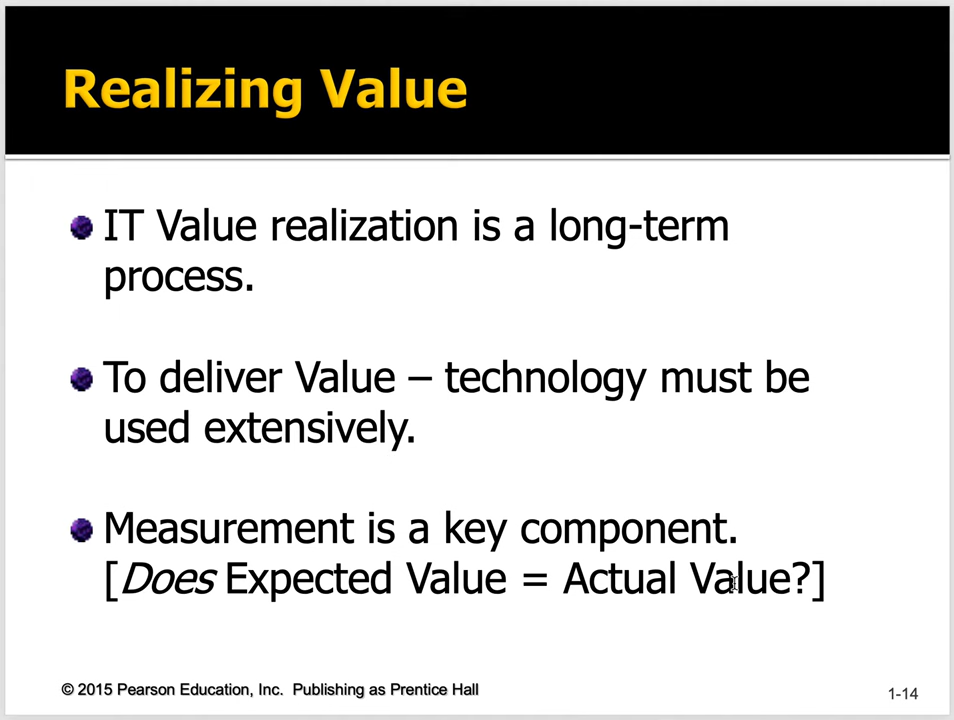 Realizing Value
IT Value realization is a long-term
process.
To deliver Value – technology must be
used extensively.
Measurement is a key component.
[Does Expected Value = Actual Value?]
© 2015 Pearson Education, Inc.  Publishing as Prentice Hall
1-14